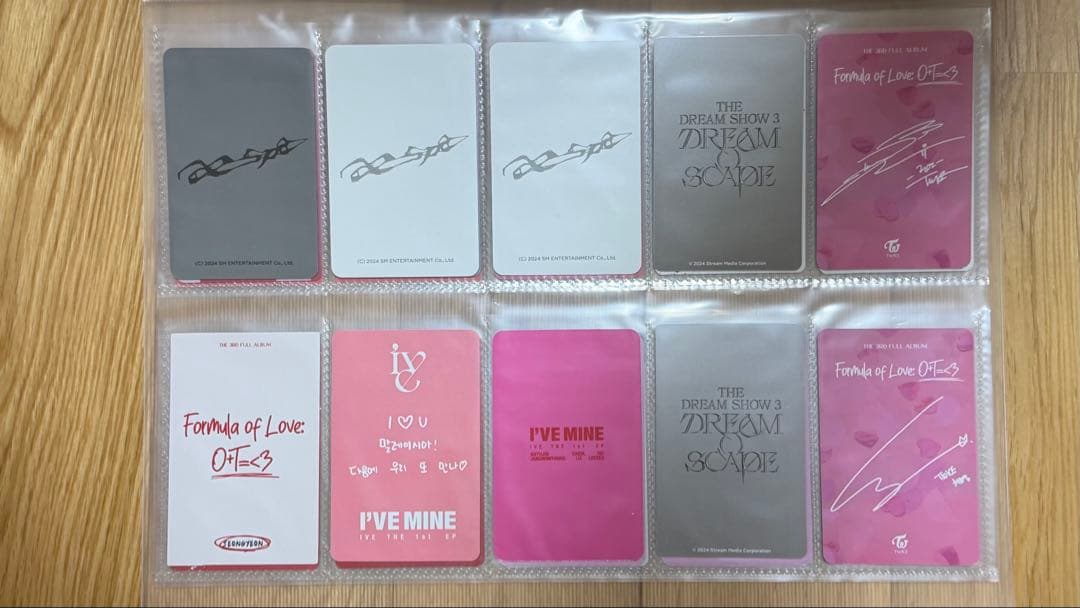 aespa
(C) 2024 SM ENTERTAINMENT Co., Ltd.
aespa
(C) 2024 SM ENTERTAINMENT Co., Ltd.
aespa
(C) 2024 SM ENTERTAINMENT Co., Ltd.
THE
DREAM SHOW 3
DREAM
( )
SCAPE
© 2024 Stream Media Corporation
THE 3RD FULL ALBUM
Formula of Love: O+T=<3
TWICE
THE 3RD FULL ALBUM
Formula of Love:
O+T=<3
JEONGYEON
IVE
I ♡ U
말레이시아!
다음에 우리 또 만나♡
I'VE MINE
IVE THE 1st EP
I'VE MINE
IVE THE 1st EP
THE
DREAM SHOW 3
DREAM
( )
SCAPE
© 2024 Stream Media Corporation
THE 3RD FULL ALBUM
Formula of Love: O+T=<3
TWICE